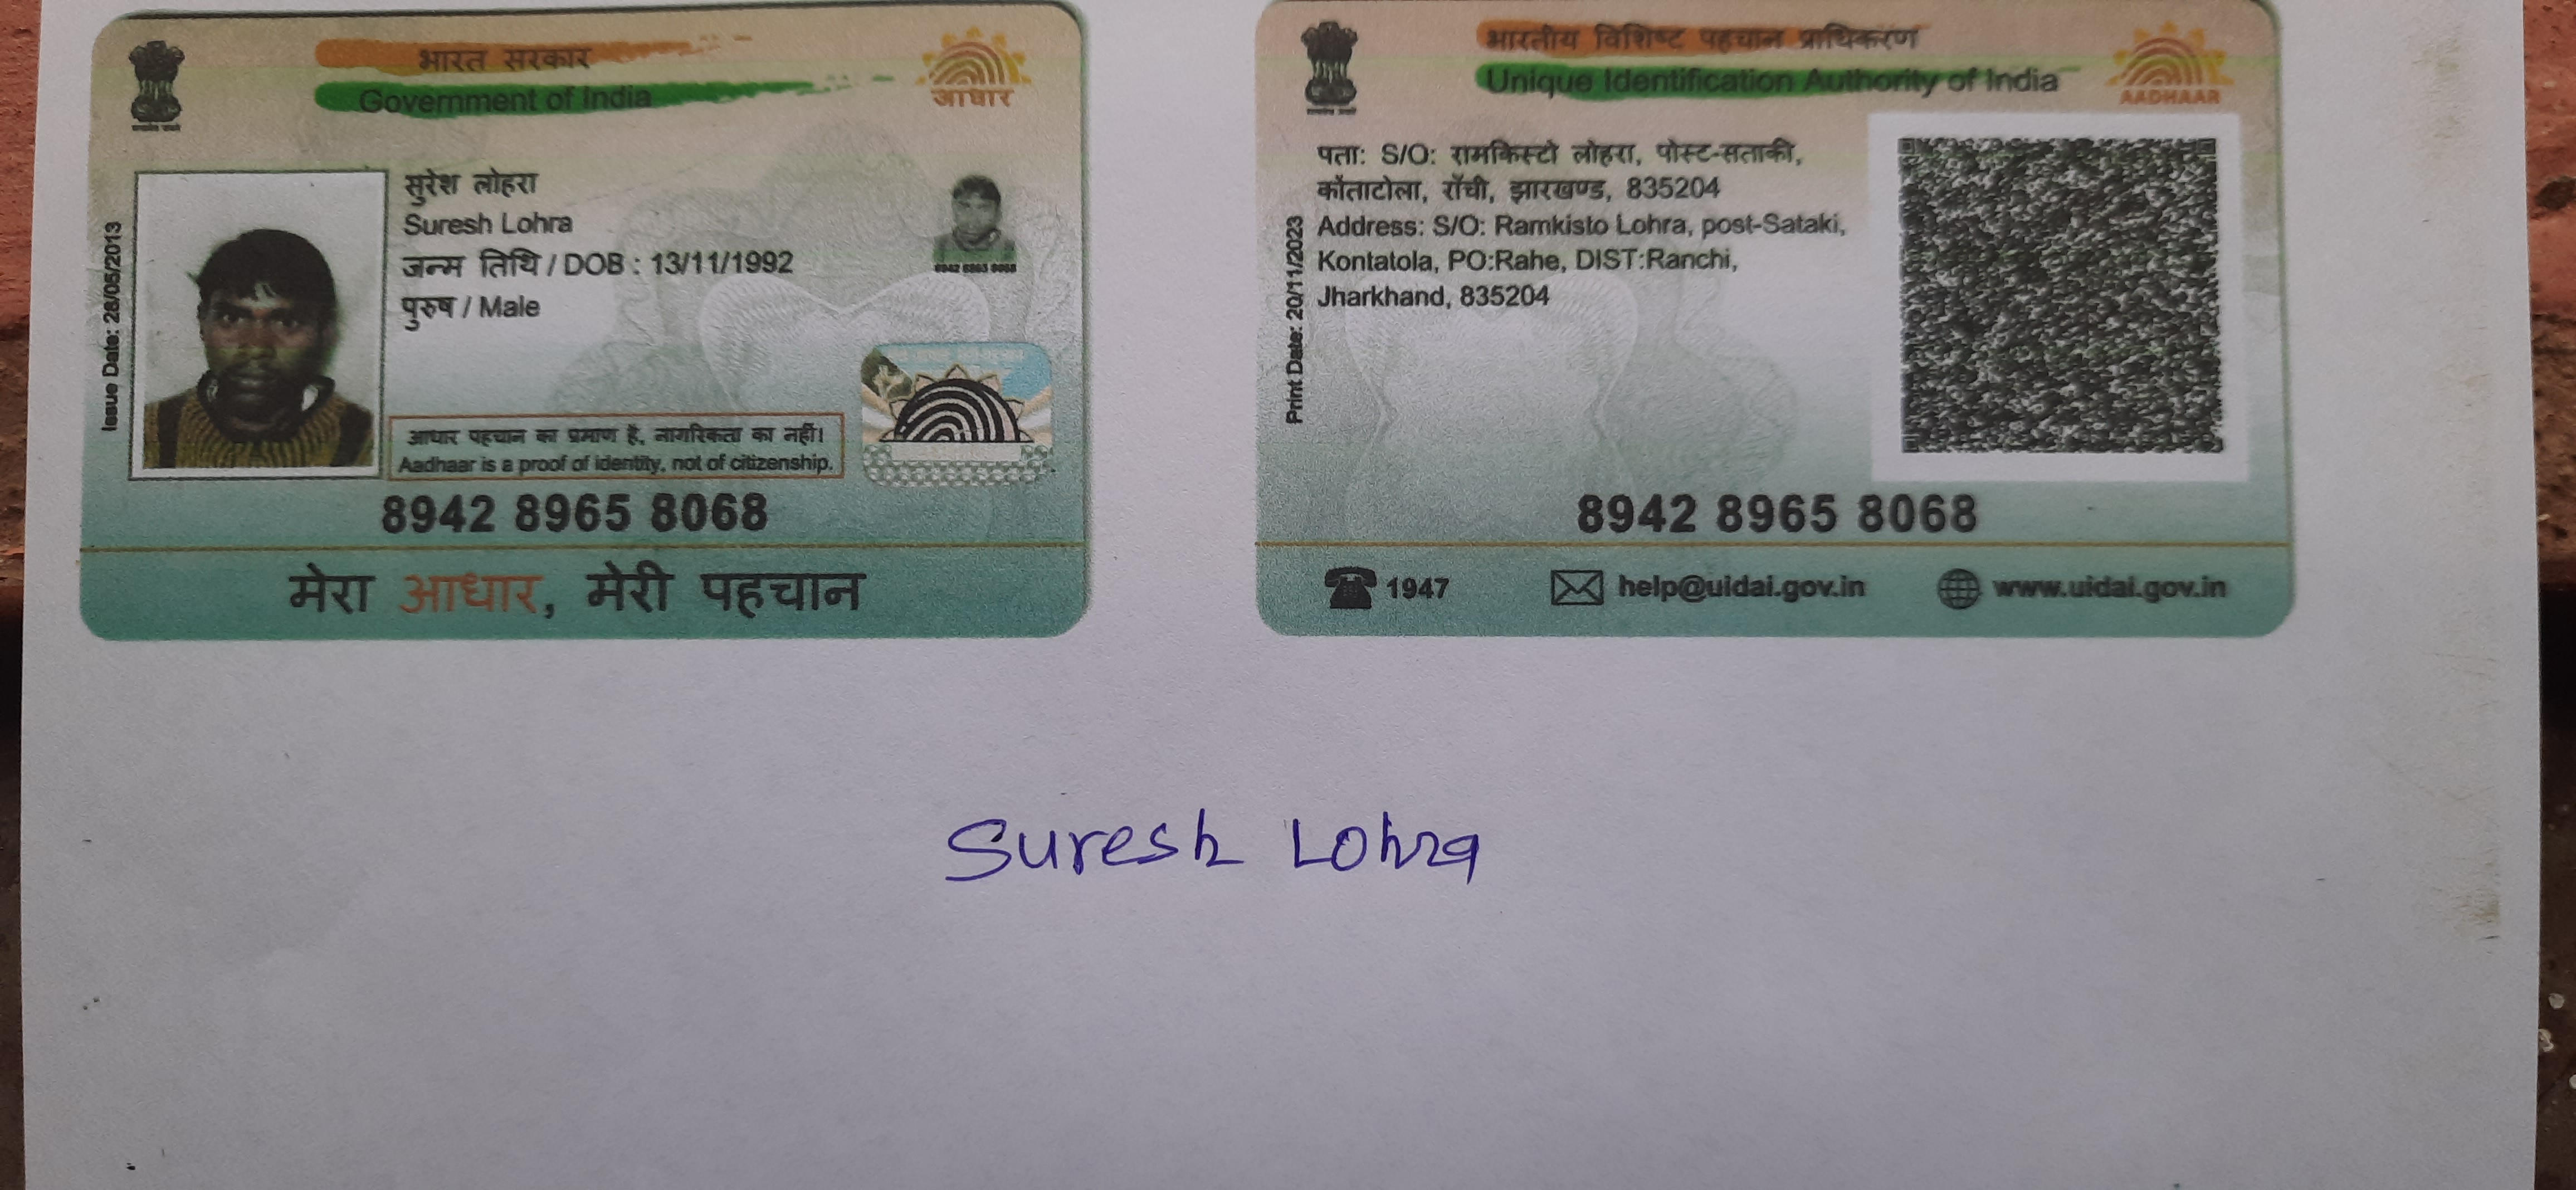 भारत सरकार
Government of India
आधार
Issue Date: 28/05/2013
सुरेश लोहरा
Suresh Lohra
जन्म तिथि / DOB : 13/11/1992
पुरुष / Male
8942 8965 8068
आधार पहचान का प्रमाण है, नागरिकता का नहीं।
Aadhaar is a proof of identity, not of citizenship.
8942 8965 8068
मेरा आधार, मेरी पहचान
भारतीय विशिष्ट पहचान प्राधिकरण
Unique Identification Authority of India
AADHAAR
Print Date: 20/11/2023
पता: S/O: रामकिस्टो लोहरा, पोस्ट-सताकी,
कोंताटोला, राँची, झारखण्ड, 835204
Address: S/O: Ramkisto Lohra, post-Sataki,
Kontatola, PO:Rahe, DIST:Ranchi,
Jharkhand, 835204
8942 8965 8068
1947
help@uidai.gov.in
www.uidai.gov.in
Suresh Lohra